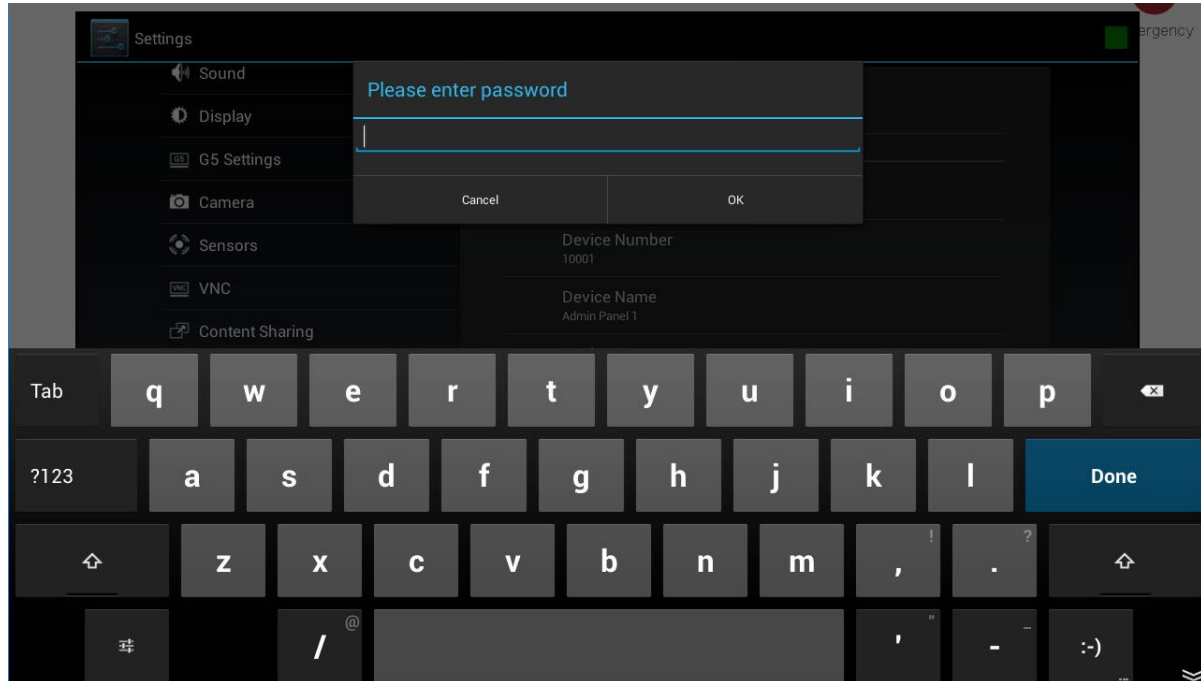 Settings
ergency
Sound
Please enter password
Display
G5 Settings
Camera
Cancel
OK
Sensors
Device Number
10001
VNC
Device Name
Admin Panel 1
Content Sharing
Tab q w e r t y u i o p
?123 a s d f g h j k l Done
z x c v b n m , ! . ?
/ @ ' " - _ :-) ...